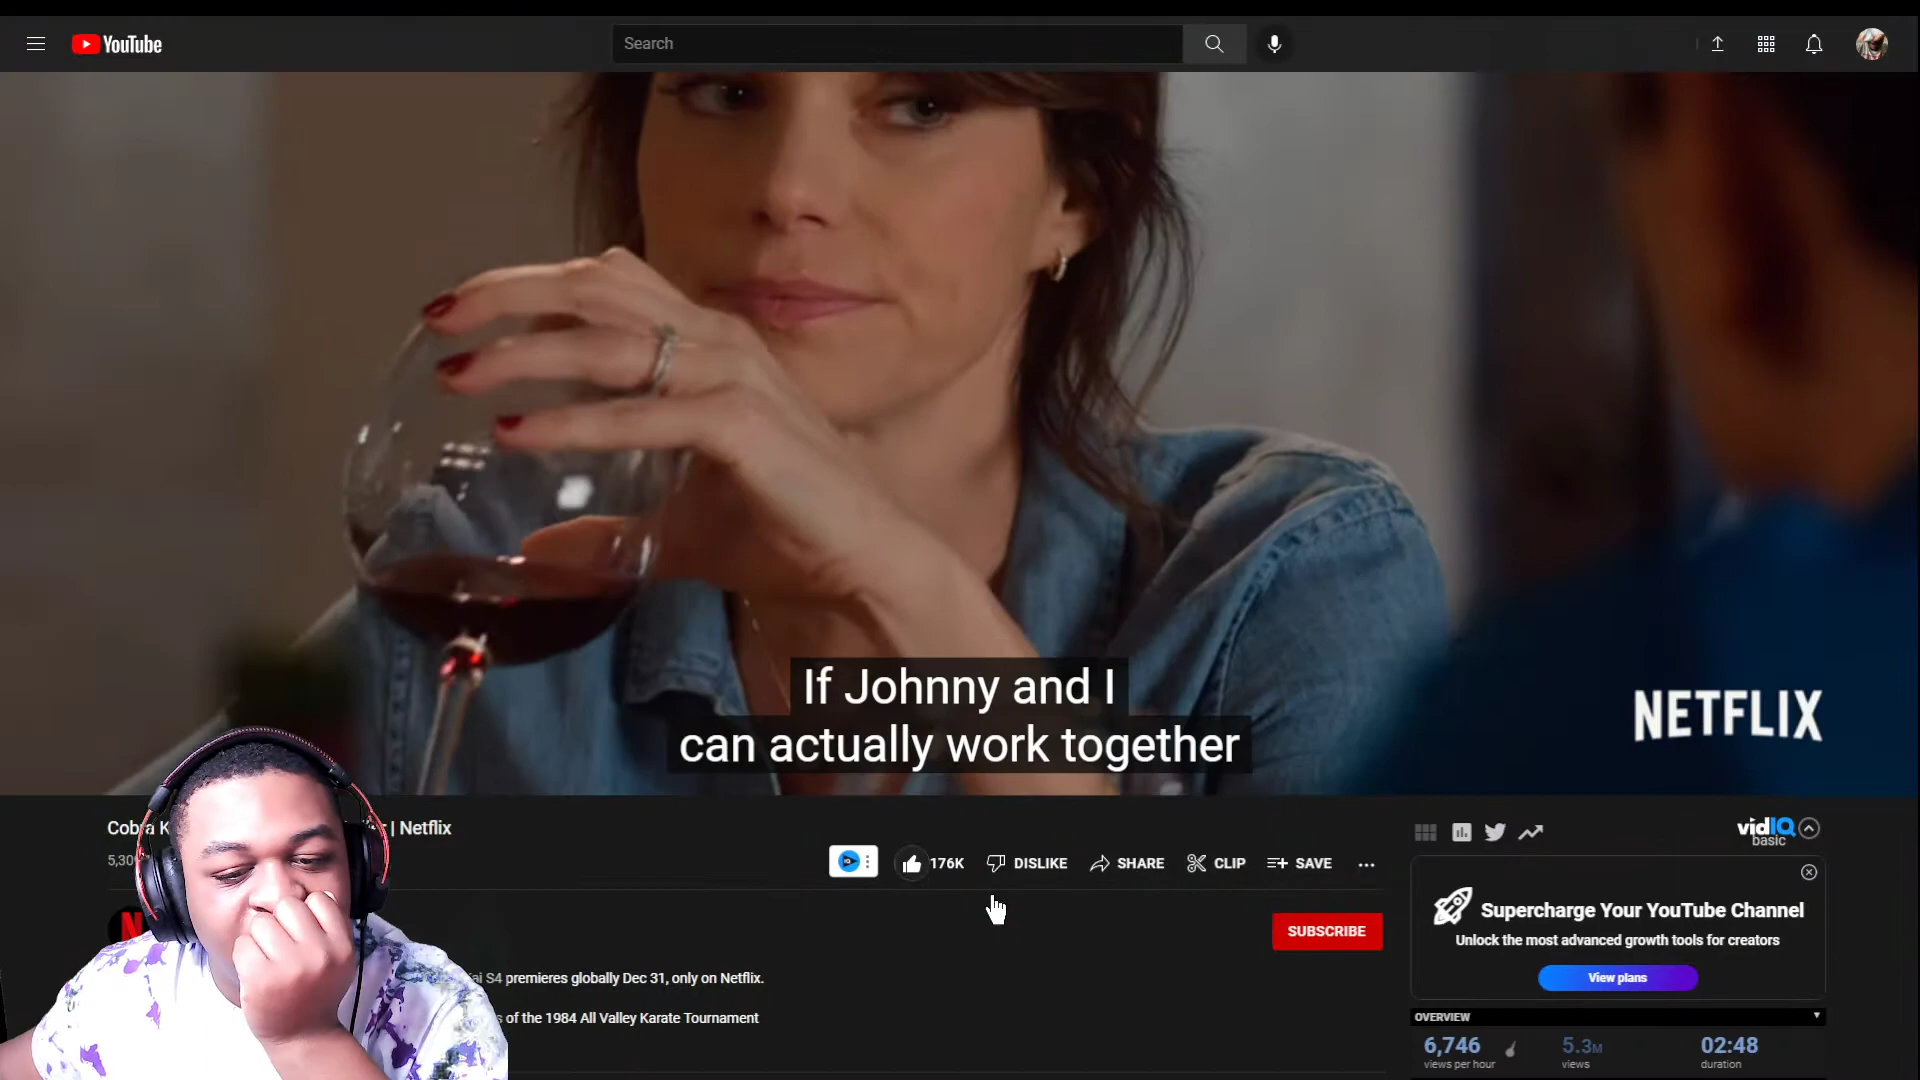 YouTube
Search
If Johnny and I
can actually work together
NETFLIX
Cobra K
| Netflix
176K
DISLIKE
SHARE
CLIP
SAVE
vidIQ
basic
N
SUBSCRIBE
Supercharge Your YouTube Channel
Unlock the most advanced growth tools for creators
View plans
S4 premieres globally Dec 31, only on Netflix.
of the 1984 All Valley Karate Tournament
OVERVIEW
6,746
views per hour
5.3M
views
02:48
duration